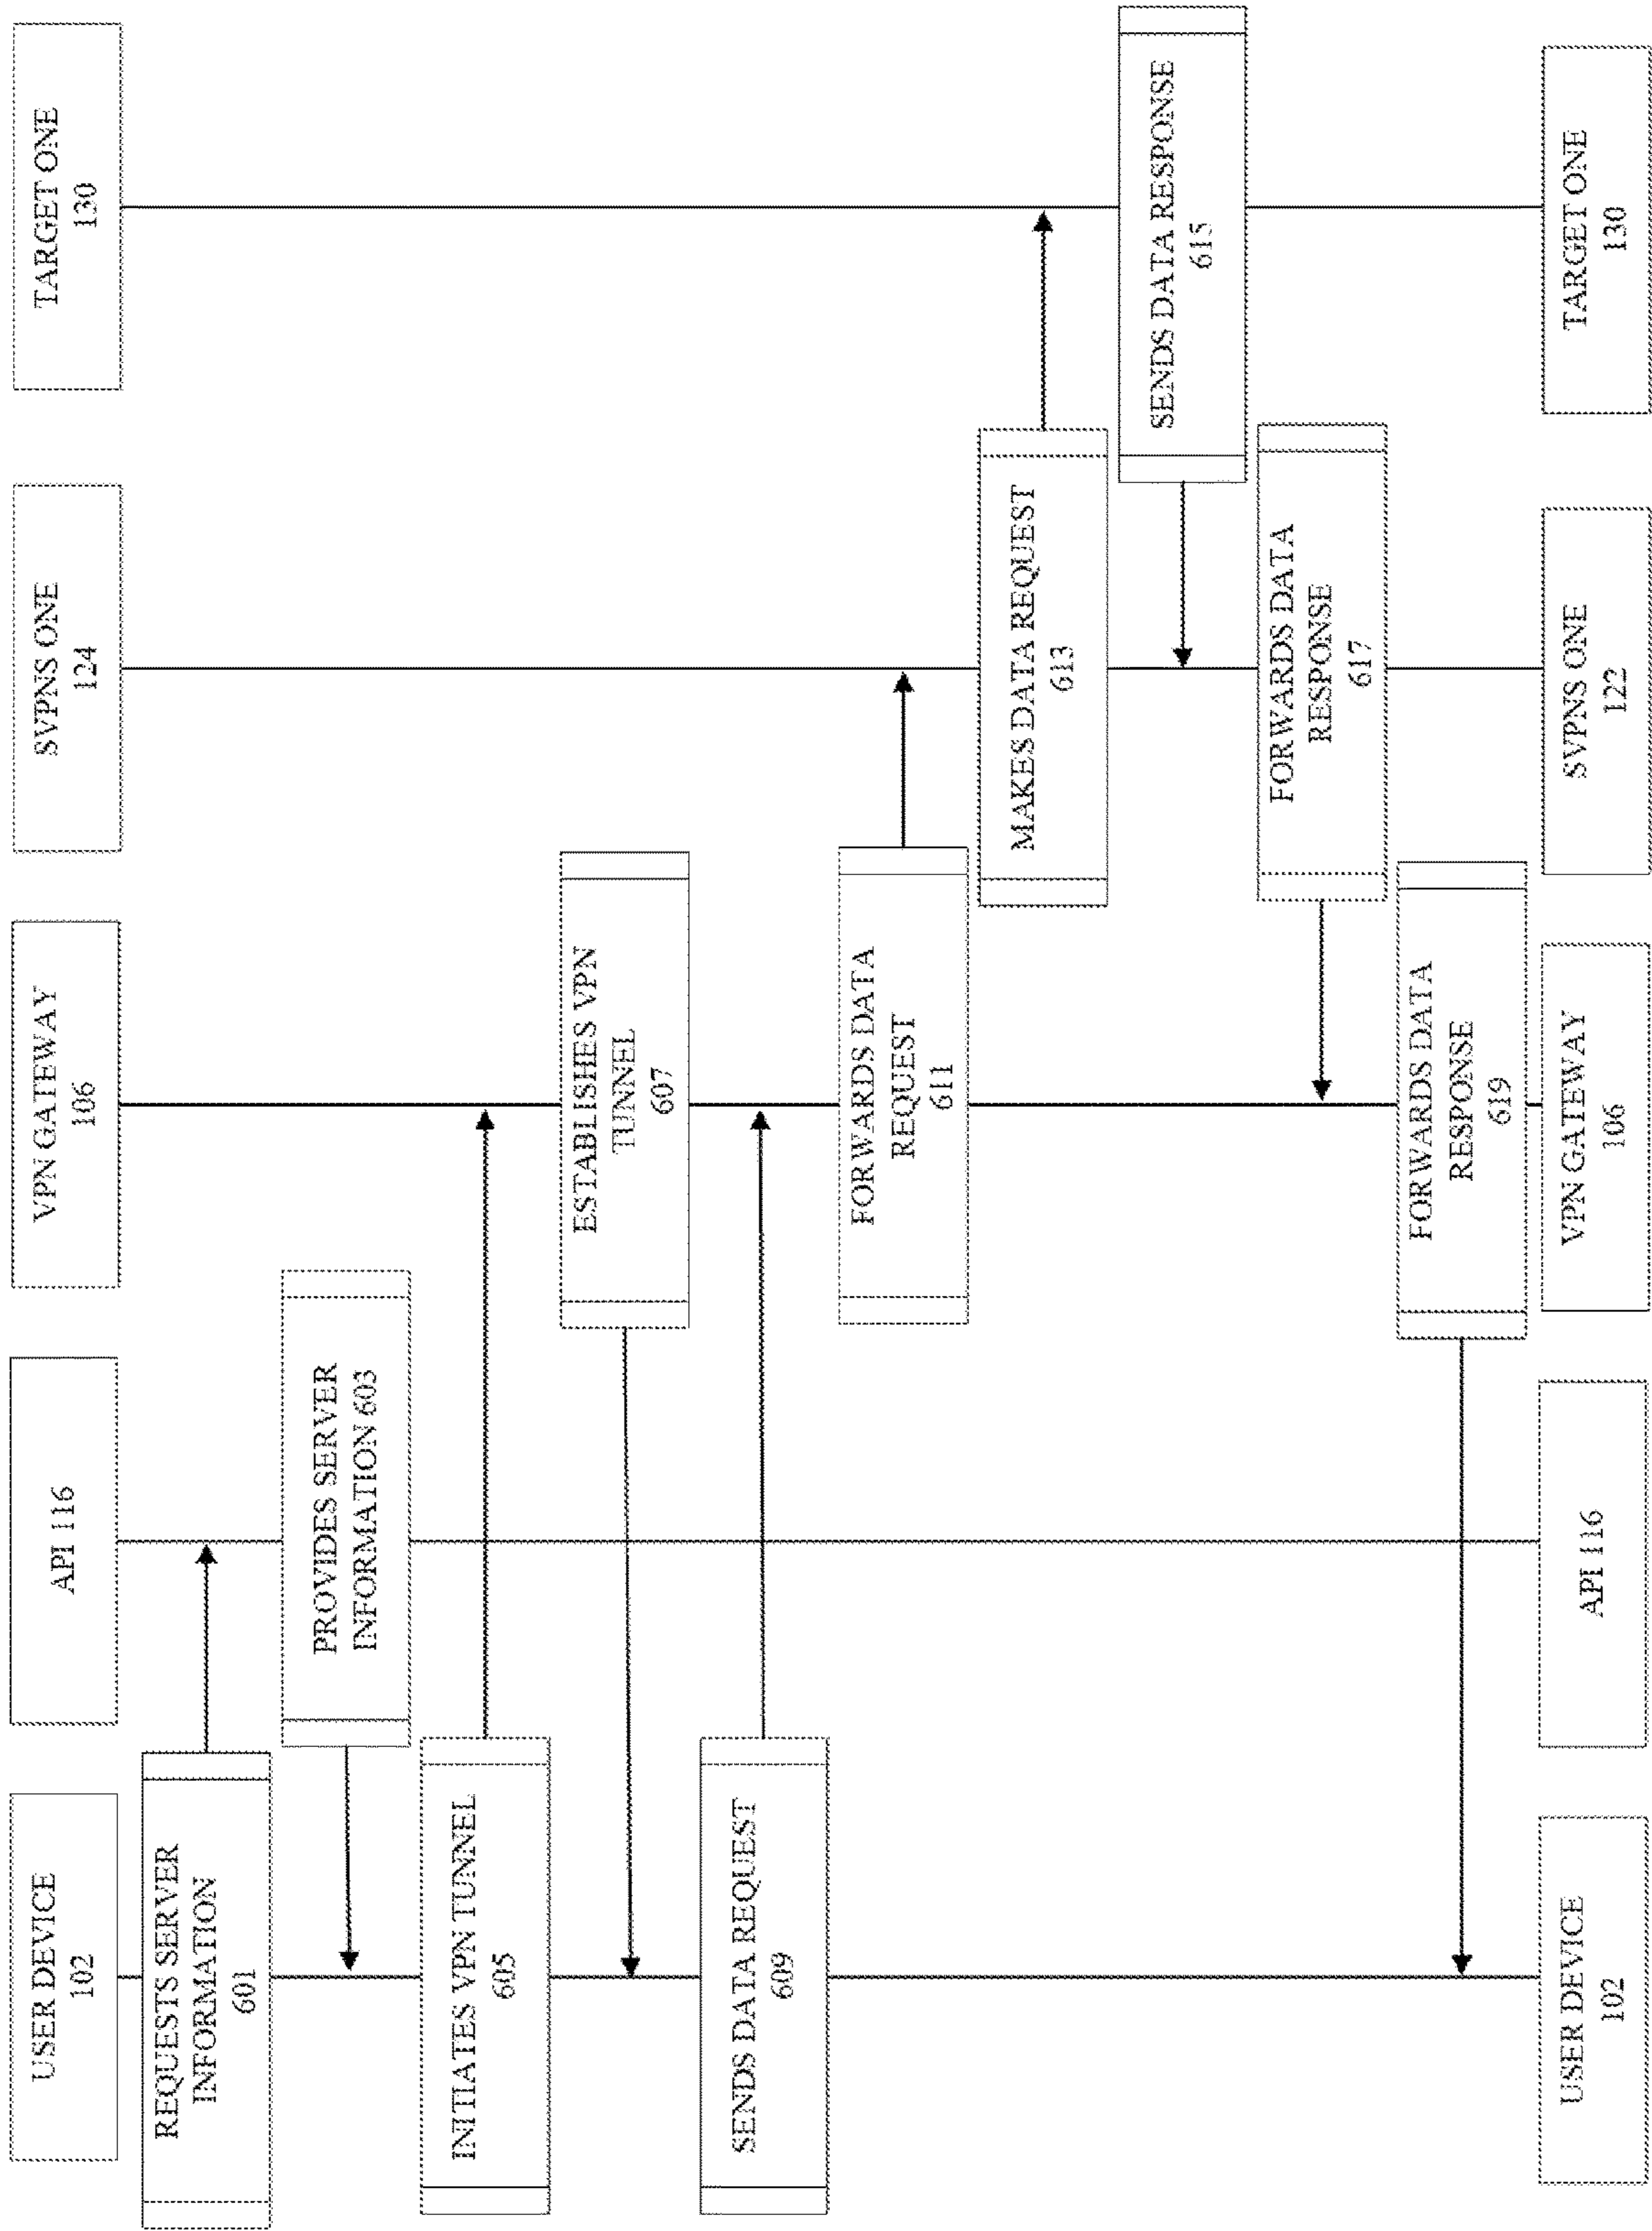 USER DEVICE
102
API 116
VPN GATEWAY
106
SVPNS ONE
124
TARGET ONE
130
REQUESTS SERVER
INFORMATION
601
PROVIDES SERVER
INFORMATION 603
INITIATES VPN TUNNEL
605
ESTABLISHES VPN
TUNNEL
607
SENDS DATA REQUEST
609
FORWARDS DATA
REQUEST
611
MAKES DATA REQUEST
613
SENDS DATA RESPONSE
615
FORWARDS DATA
RESPONSE
617
FORWARDS DATA
RESPONSE
619
USER DEVICE
102
API 116
VPN GATEWAY
106
SVPNS ONE
122
TARGET ONE
130